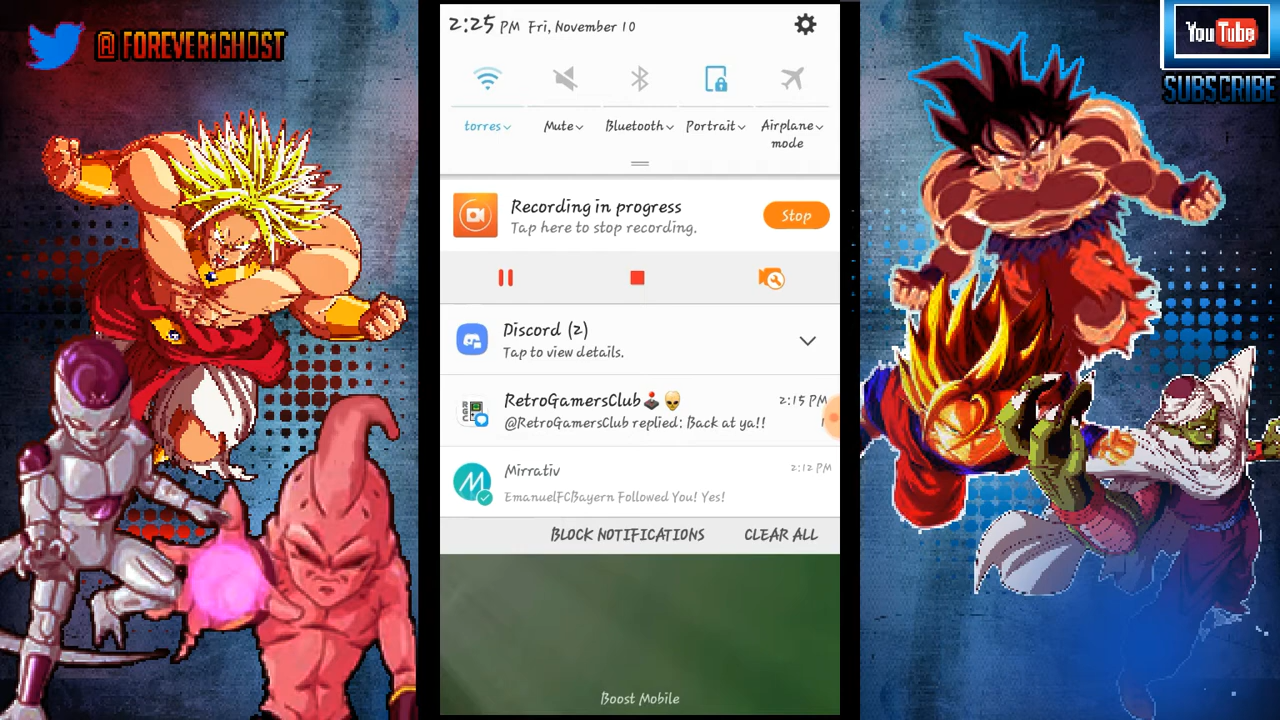 @ FOREVER1GHOST
You Tube
SUBSCRIBE
2:25 PM Fri, November 10
torres
Mute
Bluetooth
Portrait
Airplane mode
Recording in progress
Tap here to stop recording.
Stop
Discord (2)
Tap to view details.
RetroGamersClub🕹️👽
2:15 PM
@RetroGamersClub replied: Back at ya!!
1
Mirrativ
2:12 PM
EmanuelFCBayern Followed You! Yes!
BLOCK NOTIFICATIONS
CLEAR ALL
Boost Mobile